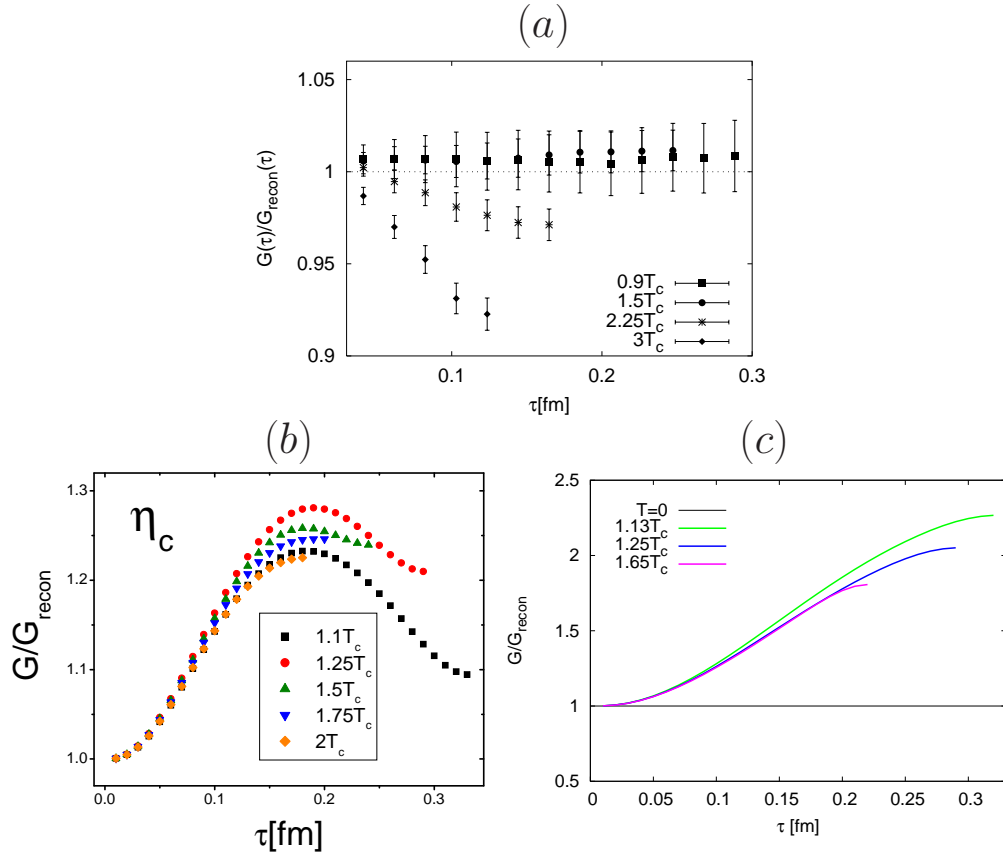 (a)
1.05
1
0.95
0.9
G(τ)/G_recon(τ)
0.9T_c
1.5T_c
2.25T_c
3T_c
0.1
0.2
0.3
τ[fm]
(b)
η_c
1.3
1.2
1.1
1.0
G/G_recon
1.1T_c
1.25T_c
1.5T_c
1.75T_c
2T_c
0.0
0.1
0.2
0.3
τ[fm]
(c)
2.5
2
1.5
1
0.5
G/G_recon
T=0
1.13T_c
1.25T_c
1.65T_c
0
0.05
0.1
0.15
0.2
0.25
0.3
τ [fm]